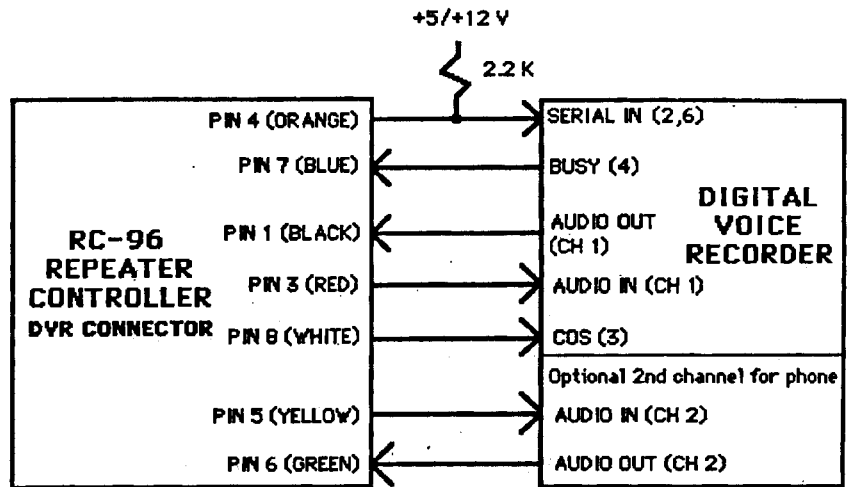 +5/+12 V
2.2 K
PIN 4 (ORANGE)
PIN 7 (BLUE)
PIN 1 (BLACK)
PIN 3 (RED)
PIN 8 (WHITE)
PIN 5 (YELLOW)
PIN 6 (GREEN)
RC-96
REPEATER
CONTROLLER
DVR CONNECTOR
SERIAL IN (2,6)
BUSY (4)
AUDIO OUT
(CH 1)
AUDIO IN (CH 1)
COS (3)
DIGITAL
VOICE
RECORDER
Optional 2nd channel for phone
AUDIO IN (CH 2)
AUDIO OUT (CH 2)